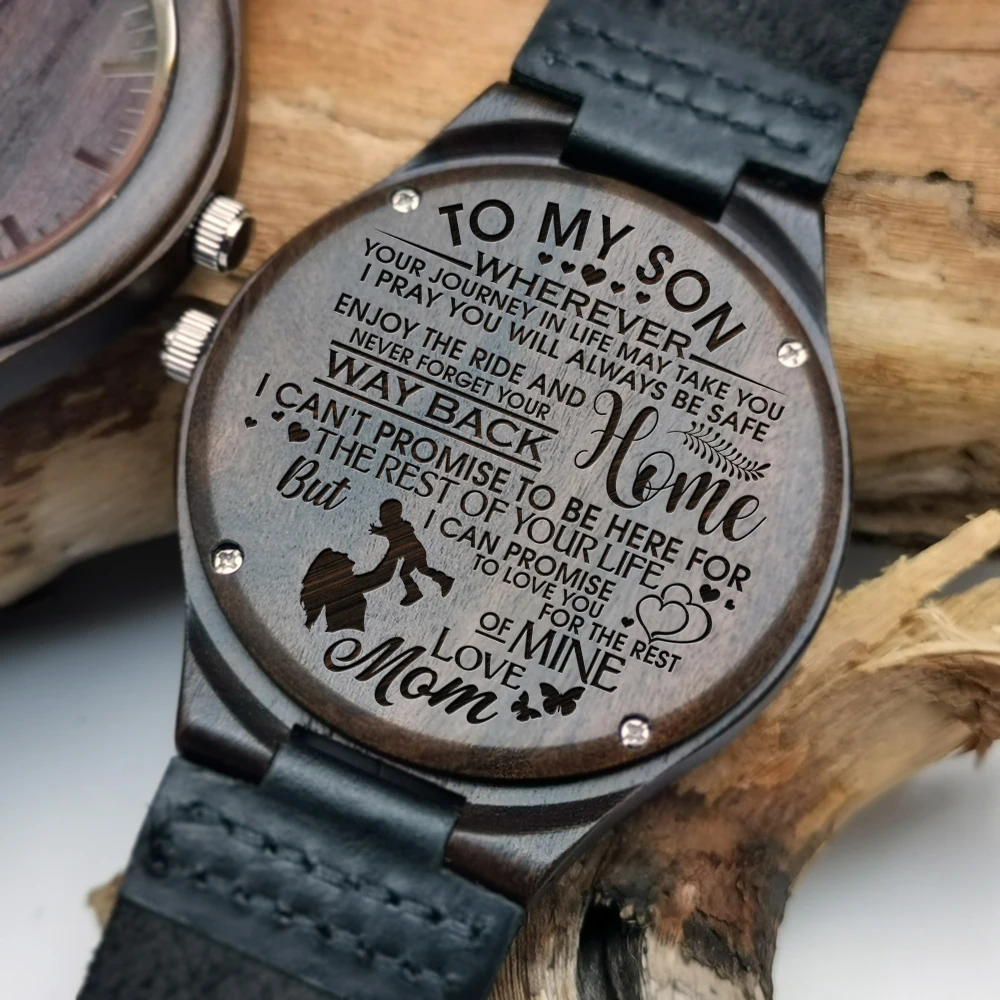 TO MY SON
WHEREVER
YOUR JOURNEY IN LIFE MAY TAKE YOU
I PRAY YOU WILL ALWAYS BE SAFE
ENJOY THE RIDE AND
NEVER FORGET YOUR
WAY BACK
Home
I CAN'T PROMISE TO BE HERE FOR
THE REST OF YOUR LIFE
But
I CAN PROMISE
TO LOVE YOU
FOR THE REST
OF MINE
LOVE
Mom